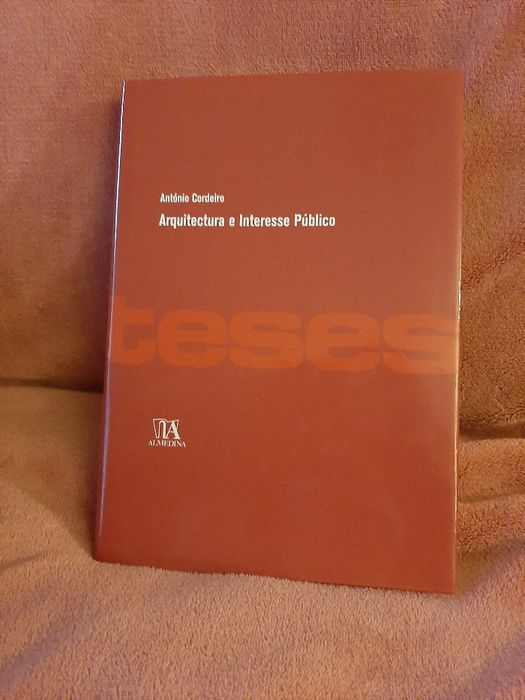 António Cordeiro
Arquitectura e Interesse Público
teses
ALMEDINA